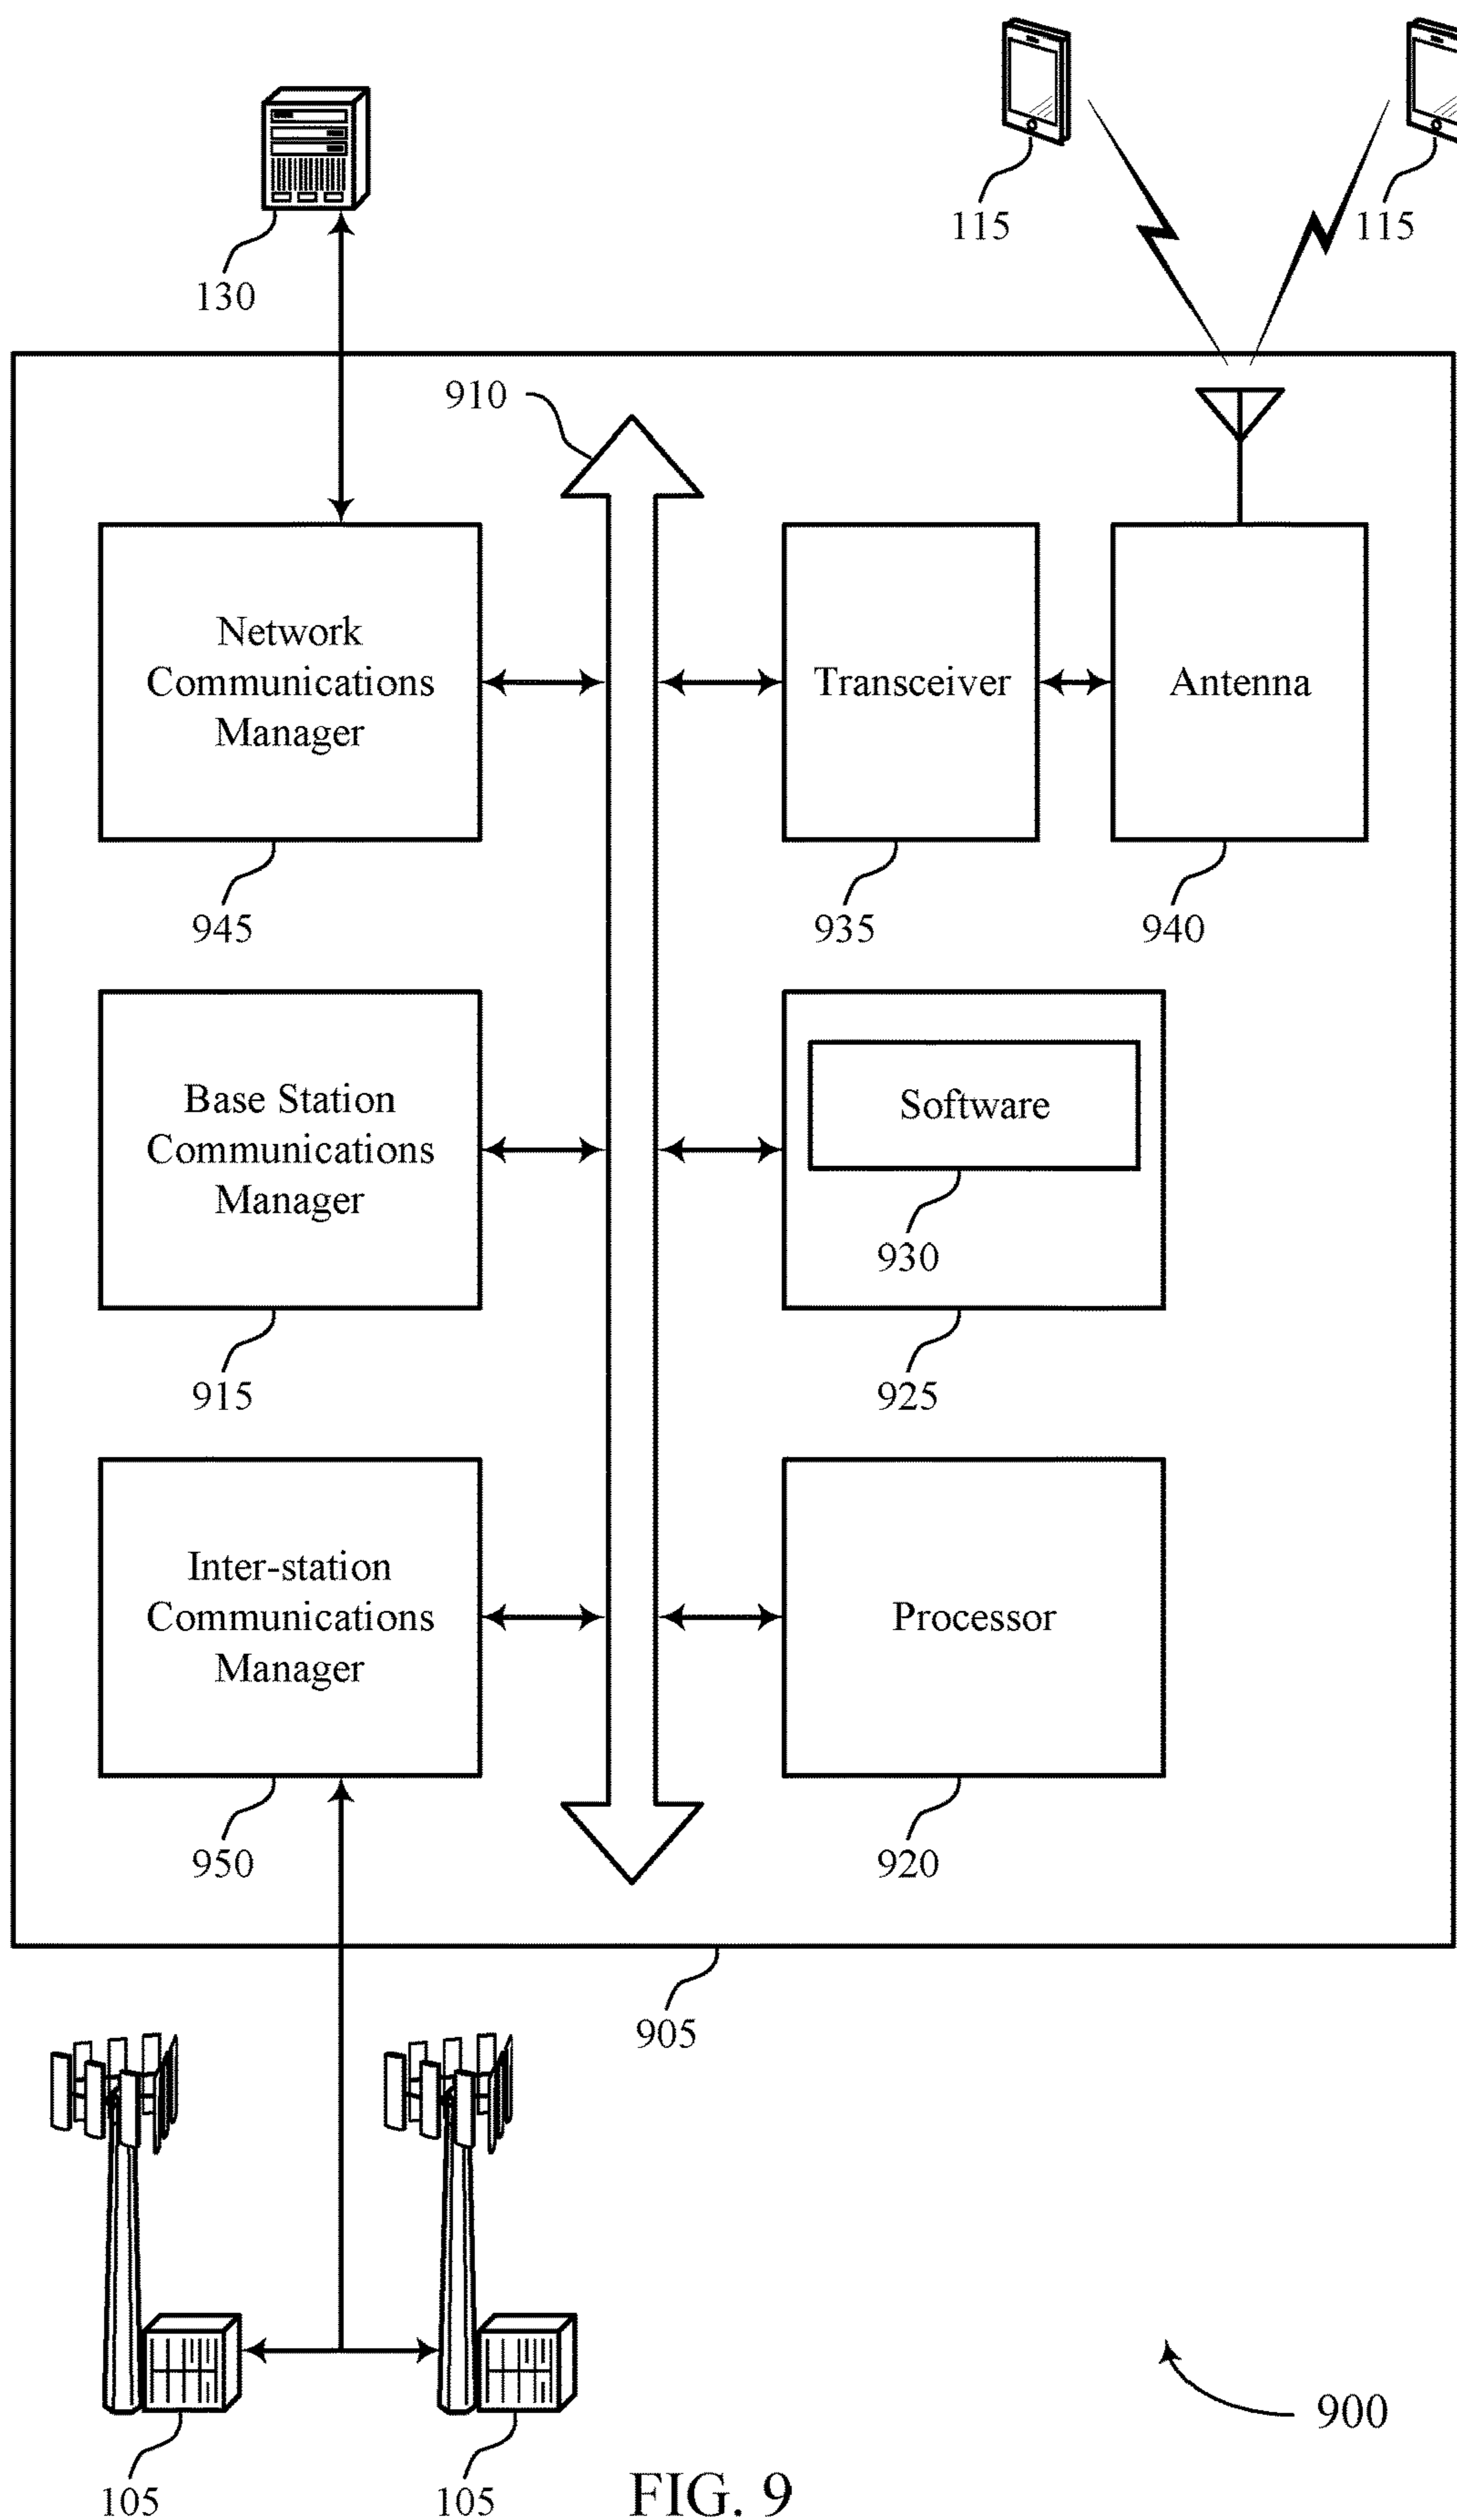 115
115
130
910
Network
Communications
Manager
Transceiver
Antenna
945
935
940
Base Station
Communications
Manager
Software
930
915
925
Inter-station
Communications
Manager
Processor
950
920
905
900
105
105
FIG. 9